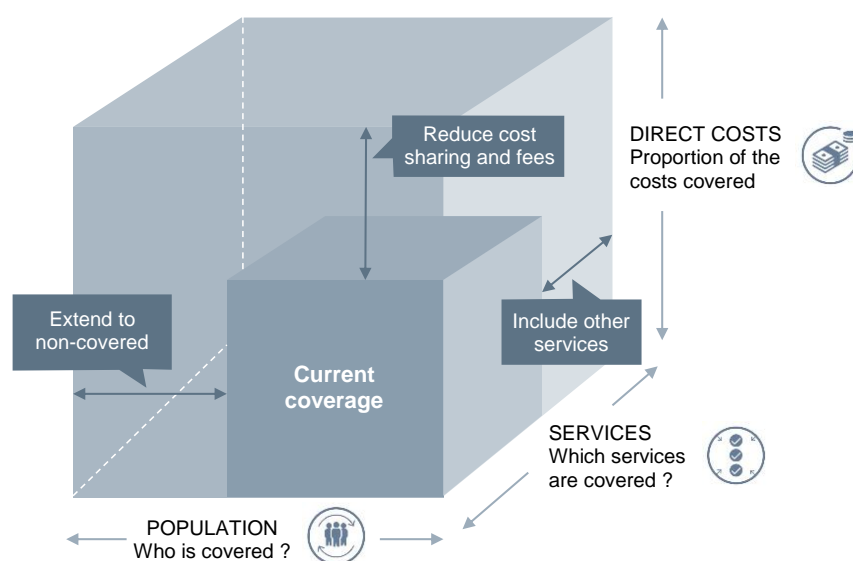 Reduce cost
sharing and fees
DIRECT COSTS
Proportion of the
costs covered
Extend to
non-covered
Include other
services
Current
coverage
SERVICES
Which services
are covered ?
POPULATION
Who is covered ?